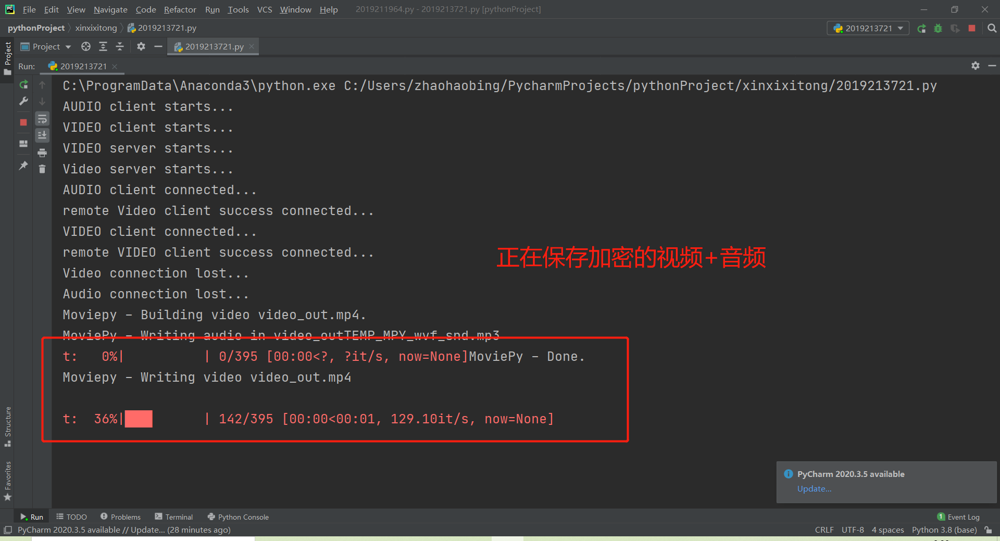 PC File Edit View Navigate Code Refactor Run Tools VCS Window Help 2019211964.py - 2019213721.py [pythonProject]
pythonProject xinxixitong 2019213721.py 2019213721
Project Project 2019213721.py
Run: 2019213721
C:\ProgramData\Anaconda3\python.exe C:/Users/zhaohaobing/PycharmProjects/pythonProject/xinxixitong/2019213721.py
AUDIO client starts...
VIDEO client starts...
VIDEO server starts...
Video server starts...
AUDIO client connected...
remote Video client success connected...
VIDEO client connected...
remote VIDEO client success connected...
正在保存加密的视频+音频
Video connection lost...
Audio connection lost...
Moviepy - Building video video_out.mp4.
MoviePy - Writing audio in video_outTEMP_MPY_wvf_snd.mp3
t:   0%|          | 0/395 [00:00<?, ?it/s, now=None]MoviePy - Done.
Moviepy - Writing video video_out.mp4
t:  36%|███       | 142/395 [00:00<00:01, 129.10it/s, now=None]
Structure
Favorites
PyCharm 2020.3.5 available
Update...
Run TODO Problems Terminal Python Console 1 Event Log
PyCharm 2020.3.5 available // Update... (28 minutes ago) CRLF UTF-8 4 spaces Python 3.8 (base)